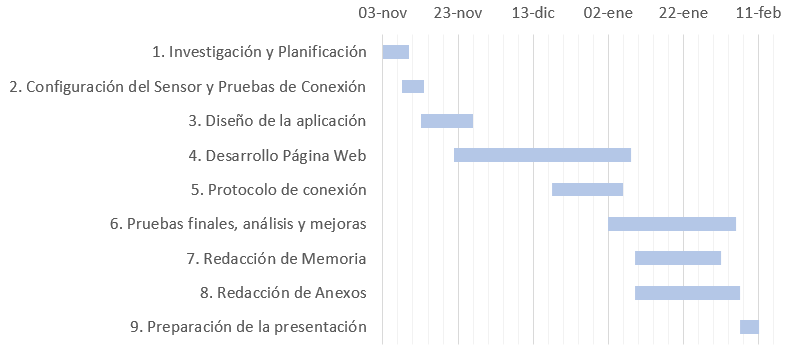 03-nov 23-nov 13-dic 02-ene 22-ene 11-feb
1. Investigación y Planificación
2. Configuración del Sensor y Pruebas de Conexión
3. Diseño de la aplicación
4. Desarrollo Página Web
5. Protocolo de conexión
6. Pruebas finales, análisis y mejoras
7. Redacción de Memoria
8. Redacción de Anexos
9. Preparación de la presentación